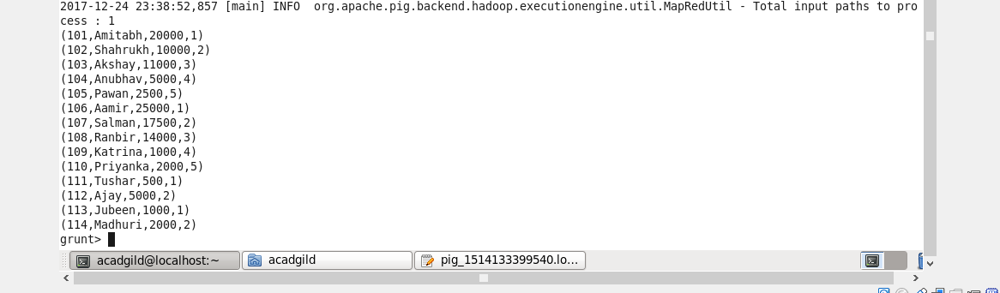 2017-12-24 23:38:52,857 [main] INFO  org.apache.pig.backend.hadoop.executionengine.util.MapRedUtil - Total input paths to pro
cess : 1
(101,Amitabh,20000,1)
(102,Shahrukh,10000,2)
(103,Akshay,11000,3)
(104,Anubhav,5000,4)
(105,Pawan,2500,5)
(106,Aamir,25000,1)
(107,Salman,17500,2)
(108,Ranbir,14000,3)
(109,Katrina,1000,4)
(110,Priyanka,2000,5)
(111,Tushar,500,1)
(112,Ajay,5000,2)
(113,Jubeen,1000,1)
(114,Madhuri,2000,2)
grunt>
acadgild@localhost:~ acadgild pig_1514133399540.lo...